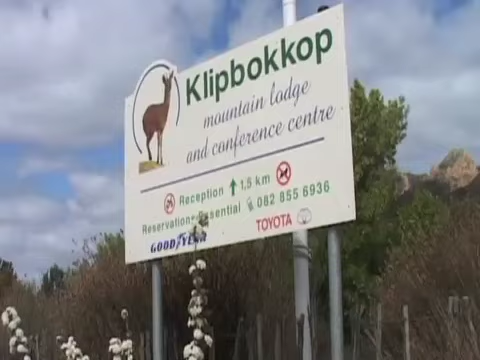 Klipbokkop
mountain lodge
and conference centre
Reception 1,5 km
Reservations Essential 082 855 6936
GOODYEAR TOYOTA